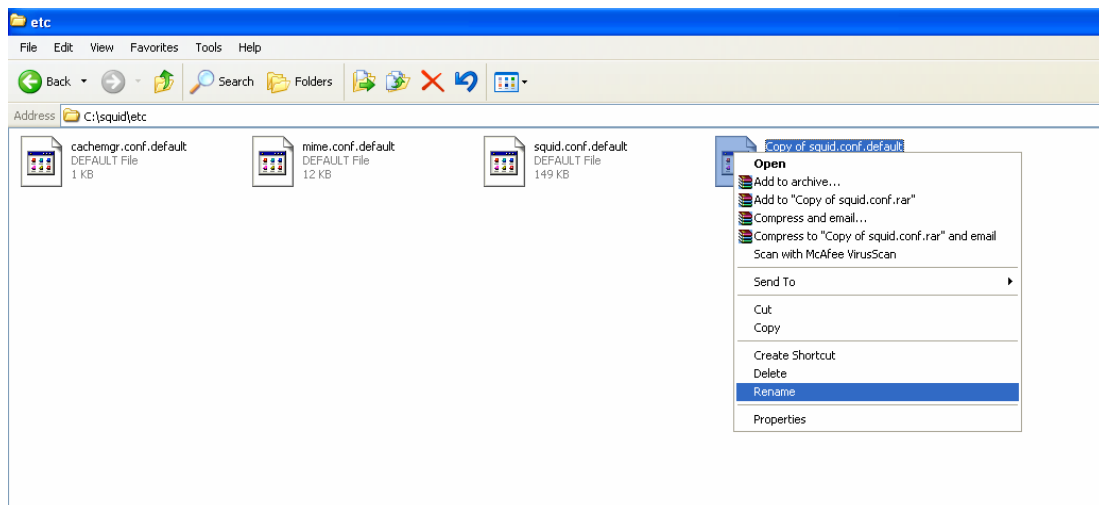 etc
File Edit View Favorites Tools Help
Back Search Folders
Address C:\squid\etc
cachemgr.conf.default
DEFAULT File
1 KB
mime.conf.default
DEFAULT File
12 KB
squid.conf.default
DEFAULT File
149 KB
Copy of squid.conf.default
Open
Add to archive...
Add to "Copy of squid.conf.rar"
Compress and email...
Compress to "Copy of squid.conf.rar" and email
Scan with McAfee VirusScan
Send To
Cut
Copy
Create Shortcut
Delete
Rename
Properties